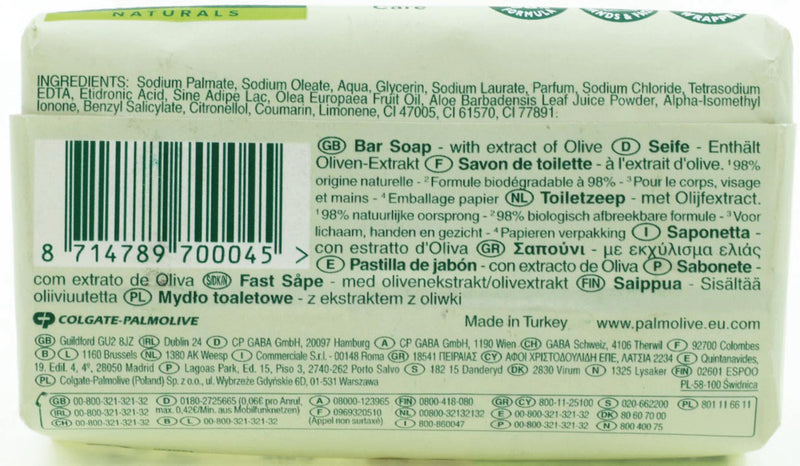 NATURALS
Care
FORMULA
WRAPPE
INGREDIENTS: Sodium Palmate, Sodium Oleate, Aqua, Glycerin, Sodium Laurate, Parfum, Sodium Chloride, Tetrasodium
EDTA, Etidronic Acid, Sine Adipe Lac, Olea Europaea Fruit Oil, Aloe Barbadensis Leaf Juice Powder, Alpha-Isomethyl
Ionone, Benzyl Salicylate, Citronellol, Coumarin, Limonene, CI 47005, CI 61570, CI 77891.
GB Bar Soap - with extract of Olive D Seife - Enthält
Oliven-Extrakt F Savon de toilette - à l'extrait d'olive. ¹98%
origine naturelle - ²Formule biodégradable à 98% - ³Pour le corps, visage
et mains - ⁴Emballage papier NL Toiletzeep - met Olijfextract.
¹98% natuurlijke oorsprong - ²98% biologisch afbreekbare formule - ³Voor
lichaam, handen en gezicht - ⁴Papieren verpakking I Saponetta -
con estratto d'Oliva GR Σαπούνι - με εκχύλισμα ελιάς
E Pastilla de jabón - con extracto de Oliva P Sabonete -
com extrato de Oliva S/DK/N Fast Såpe - med olivenekstrakt/olivextrakt FIN Saippua - Sisältää
oliiviuutetta PL Mydło toaletowe - z ekstraktem z oliwki
8 714789 700045 >
COLGATE-PALMOLIVE Made in Turkey www.palmolive.eu.com
GB Guildford GU2 8JZ IRL Dublin 24 D CP GABA GmbH, 20097 Hamburg A CP GABA GmbH, 1190 Wien CH GABA Schweiz, 4106 Therwil F 92700 Colombes
B L 1160 Brussels NL 1380 AK Weesp I Commerciale S.r.l. - 00148 Roma GR 18541 ΠΕΙΡΑΙΑΣ CY ΑΦΟΙ ΧΡΙΣΤΟΔΟΥΛΙΔΗ ΕΠΕ, ΛΑΤΣΙΑ 2234 E Quintanavides,
19. Edif. 4, 4º, 28050 Madrid P Lagoas Park, Ed. 15, Piso 3, 2740-262 Porto Salvo S 182 15 Danderyd DK 2830 Virum N 1325 Lysaker FIN 02601 ESPOO
PL Colgate-Palmolive (Poland) Sp. z o.o., ul. Wybrzeże Gdyńskie 6D, 01-531 Warszawa PL-58-100 Świdnica
GB 00-800-321-321-32 D 0180-2725665 (0,06€ pro Anruf, A 08000-123965 FIN 0800-418-080 GR CY 800-11-25100 S 020-662200 PL 801 11 66 11
IRL 00-800-321-321-32 max. 0,42€/Min. aus Mobilfunknetzen) F 0969320510 NL 00800-32132132 E 00-800-321-321-32 DK 80 60 70 00
CH 00-800-321-321-32 B L 00-800-321-321-32 (Appel non surtaxé) I 800-860047 P 00-800-321-321-32 N 800 400 75